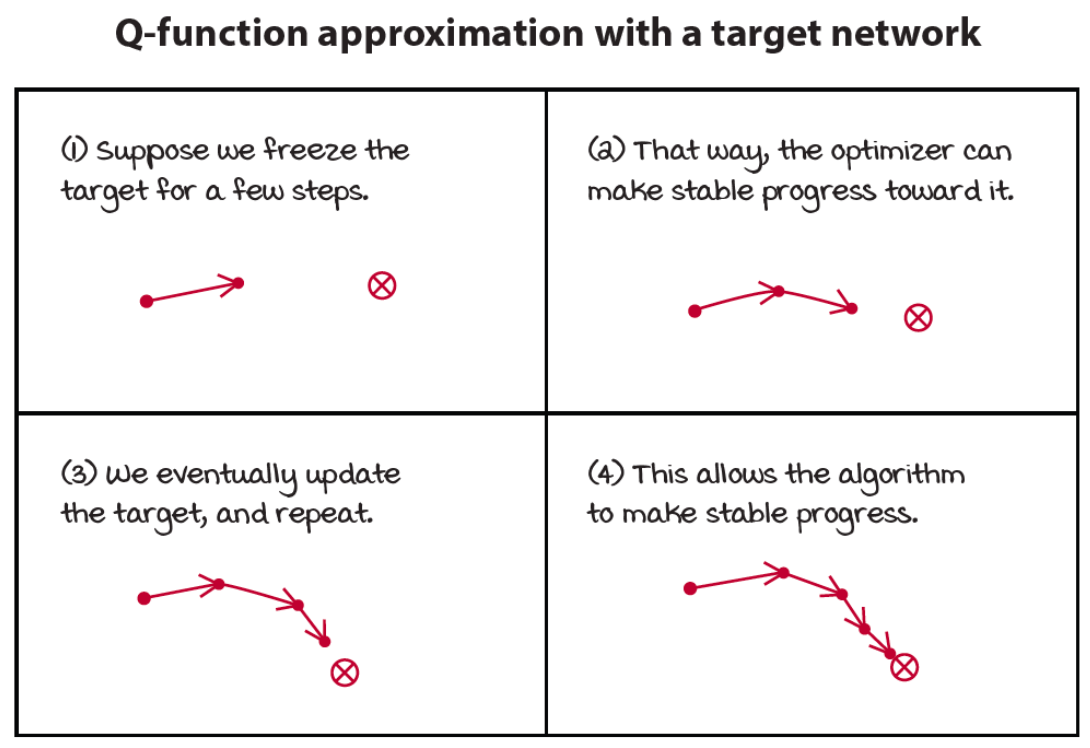 Q-function approximation with a target network
(1) Suppose we freeze the
target for a few steps.
(2) That way, the optimizer can
make stable progress toward it.
(3) We eventually update
the target, and repeat.
(4) This allows the algorithm
to make stable progress.